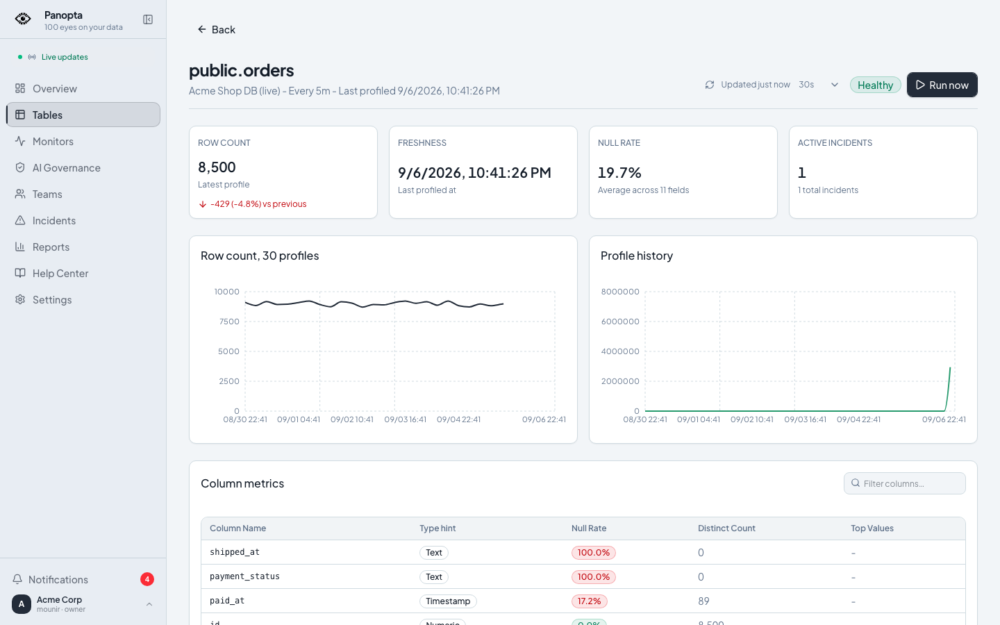 Panopta
100 eyes on your data
Live updates
Overview
Tables
Monitors
AI Governance
Teams
Incidents
Reports
Help Center
Settings
Notifications 4
A Acme Corp
mounir · owner
Back
public.orders
Acme Shop DB (live) - Every 5m - Last profiled 9/6/2026, 10:41:26 PM
Updated just now 30s Healthy Run now
ROW COUNT
8,500
Latest profile
-429 (-4.8%) vs previous
FRESHNESS
9/6/2026, 10:41:26 PM
Last profiled at
NULL RATE
19.7%
Average across 11 fields
ACTIVE INCIDENTS
1
1 total incidents
Row count, 30 profiles
10000
7500
5000
2500
0
08/30 22:41 09/01 04:41 09/02 10:41 09/03 16:41 09/04 22:41 09/06 22:41
Profile history
8000000
6000000
4000000
2000000
0
08/30 22:41 09/01 04:41 09/02 10:41 09/03 16:41 09/04 22:41 09/06 22:41
Column metrics
Filter columns...
Column Name Type hint Null Rate Distinct Count Top Values
shipped_at Text 100.0% 0 -
payment_status Text 100.0% 0 -
paid_at Timestamp 17.2% 89 -
id Numeric 0.0% 8,500